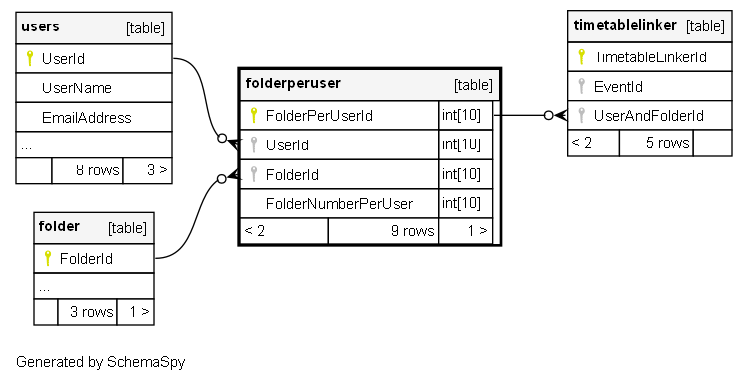 users [table]
UserId
UserName
EmailAddress
...
8 rows 3 >
folder [table]
FolderId
...
3 rows 1 >
folderperuser [table]
FolderPerUserId int[10]
UserId int[10]
FolderId int[10]
FolderNumberPerUser int[10]
< 2 9 rows 1 >
timetablelinker [table]
TimetableLinkerId
EventId
UserAndFolderId
< 2 5 rows
Generated by SchemaSpy